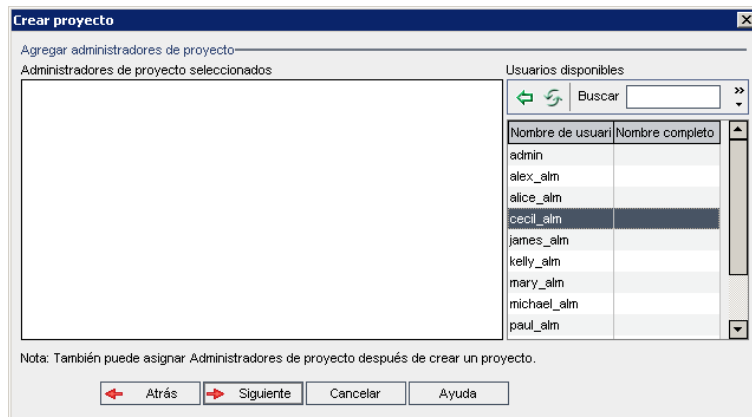 Crear proyecto
Agregar administradores de proyecto
Administradores de proyecto seleccionados
Usuarios disponibles
Buscar
Nombre de usuari Nombre completo
admin
alex_alm
alice_alm
cecil_alm
james_alm
kelly_alm
mary_alm
michael_alm
paul_alm
Nota: También puede asignar Administradores de proyecto después de crear un proyecto.
Atrás Siguiente Cancelar Ayuda